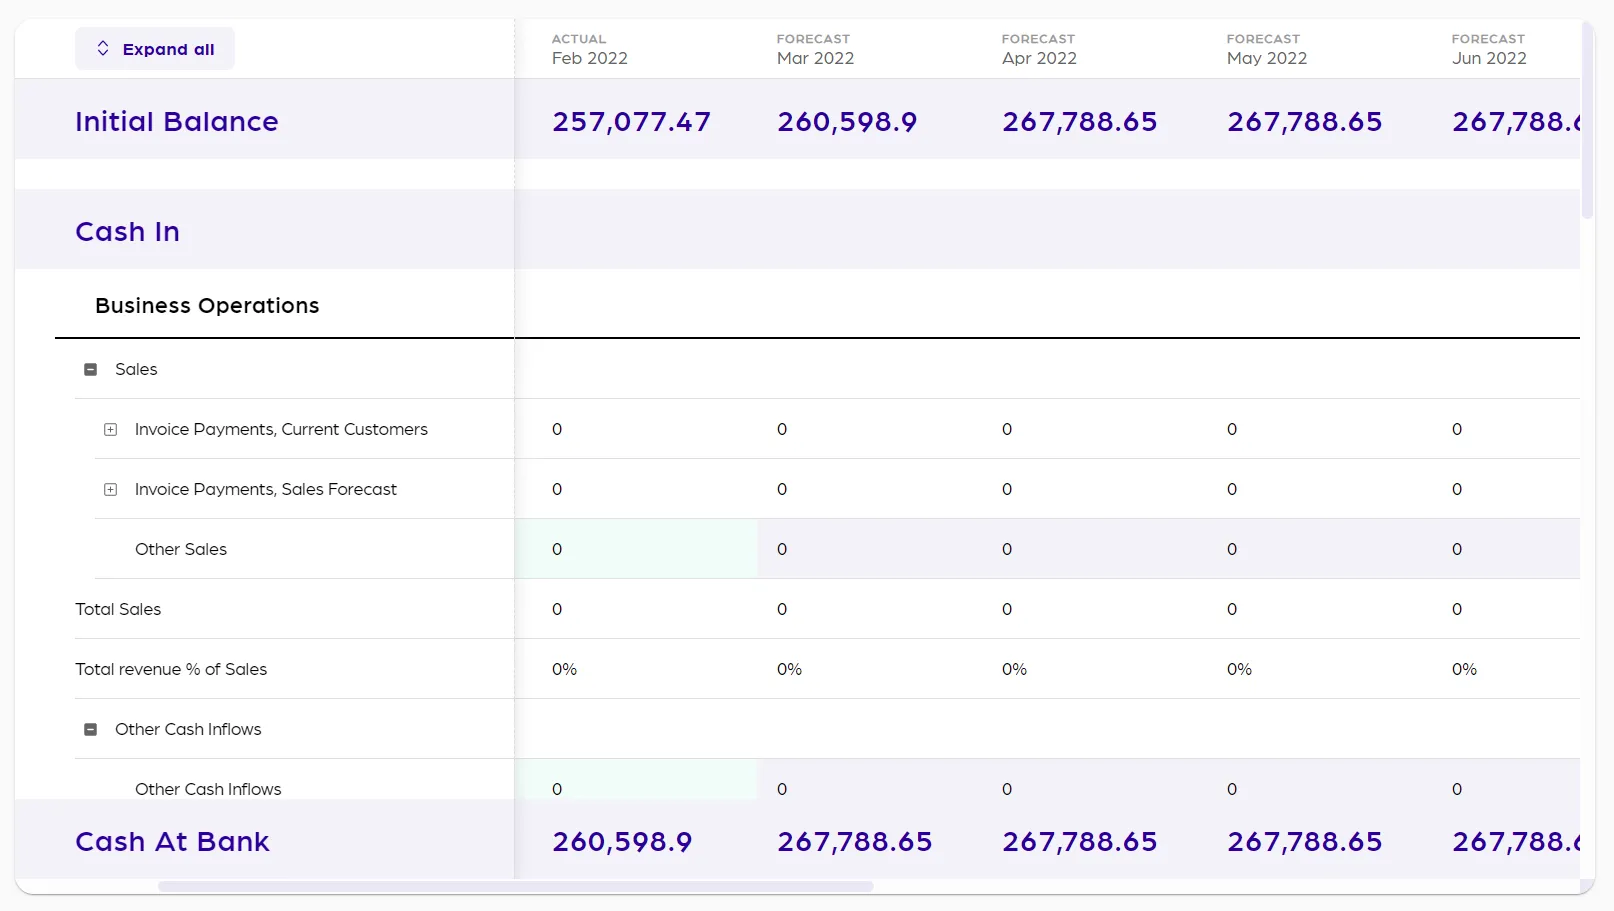 Expand all
ACTUAL FORECAST FORECAST FORECAST FORECAST
Feb 2022 Mar 2022 Apr 2022 May 2022 Jun 2022
Initial Balance 257,077.47 260,598.9 267,788.65 267,788.65 267,788.
Cash In
Business Operations
Sales
Invoice Payments, Current Customers 0 0 0 0 0
Invoice Payments, Sales Forecast 0 0 0 0 0
Other Sales 0 0 0 0 0
Total Sales 0 0 0 0 0
Total revenue % of Sales 0% 0% 0% 0% 0%
Other Cash Inflows
Other Cash Inflows 0 0 0 0 0
Cash At Bank 260,598.9 267,788.65 267,788.65 267,788.65 267,788.